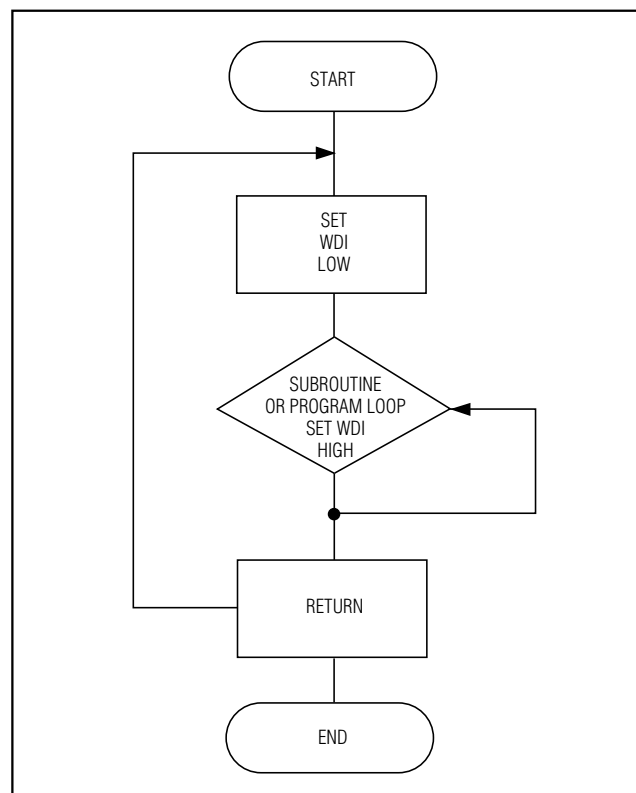 START
SET
WDI
LOW
SUBROUTINE
OR PROGRAM LOOP
SET WDI
HIGH
RETURN
END